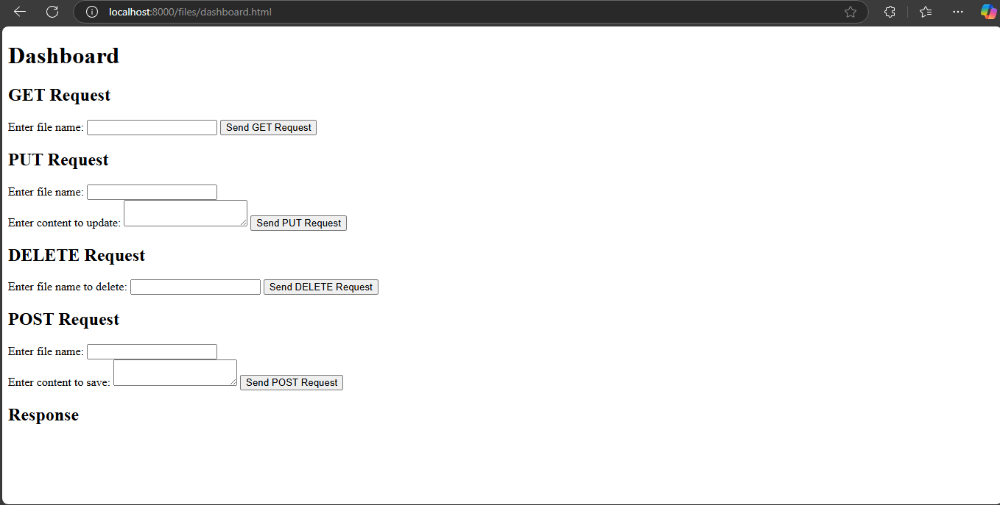 localhost:8000/files/dashboard.html
Dashboard
GET Request
Enter file name: Send GET Request
PUT Request
Enter file name:
Enter content to update: Send PUT Request
DELETE Request
Enter file name to delete: Send DELETE Request
POST Request
Enter file name:
Enter content to save: Send POST Request
Response